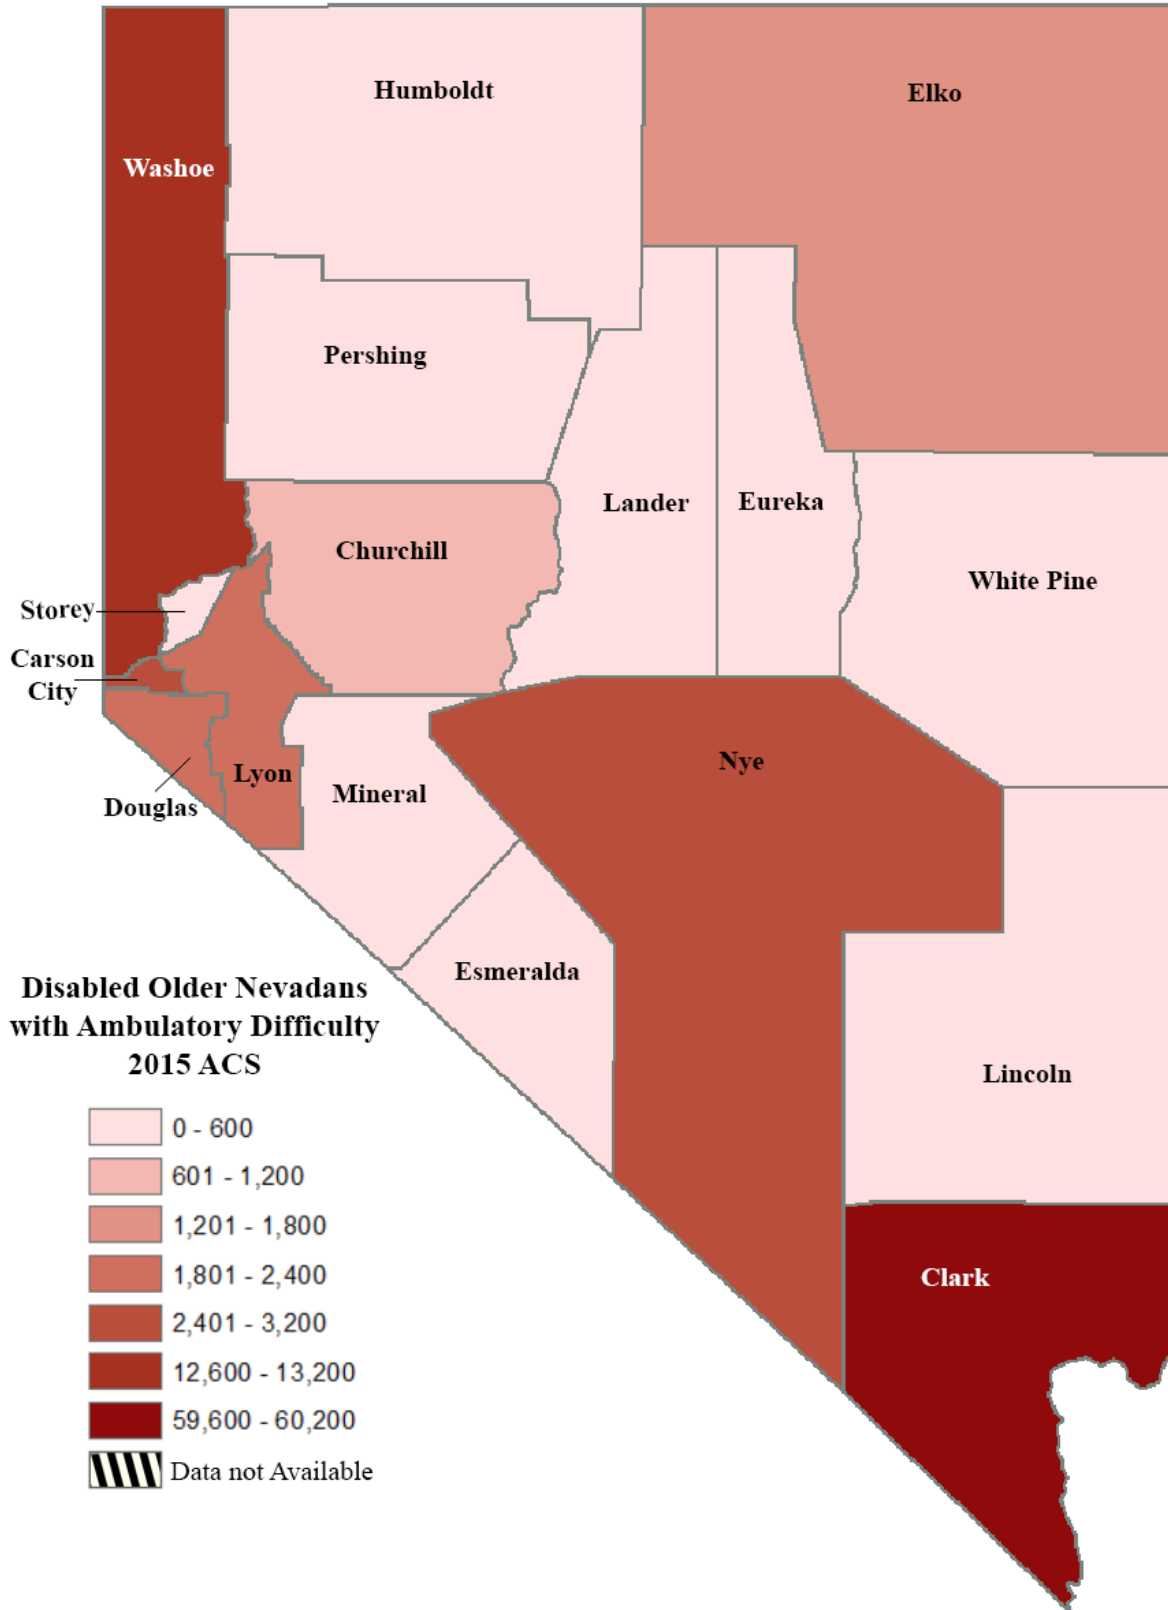 Humboldt
Elko
Washoe
Pershing
Lander
Eureka
Churchill
White Pine
Storey
Carson
City
Nye
Lyon
Mineral
Douglas
Esmeralda
Disabled Older Nevadans
with Ambulatory Difficulty
2015 ACS
Lincoln
0 - 600
601 - 1,200
1,201 - 1,800
1,801 - 2,400
2,401 - 3,200
12,600 - 13,200
59,600 - 60,200
Data not Available
Clark